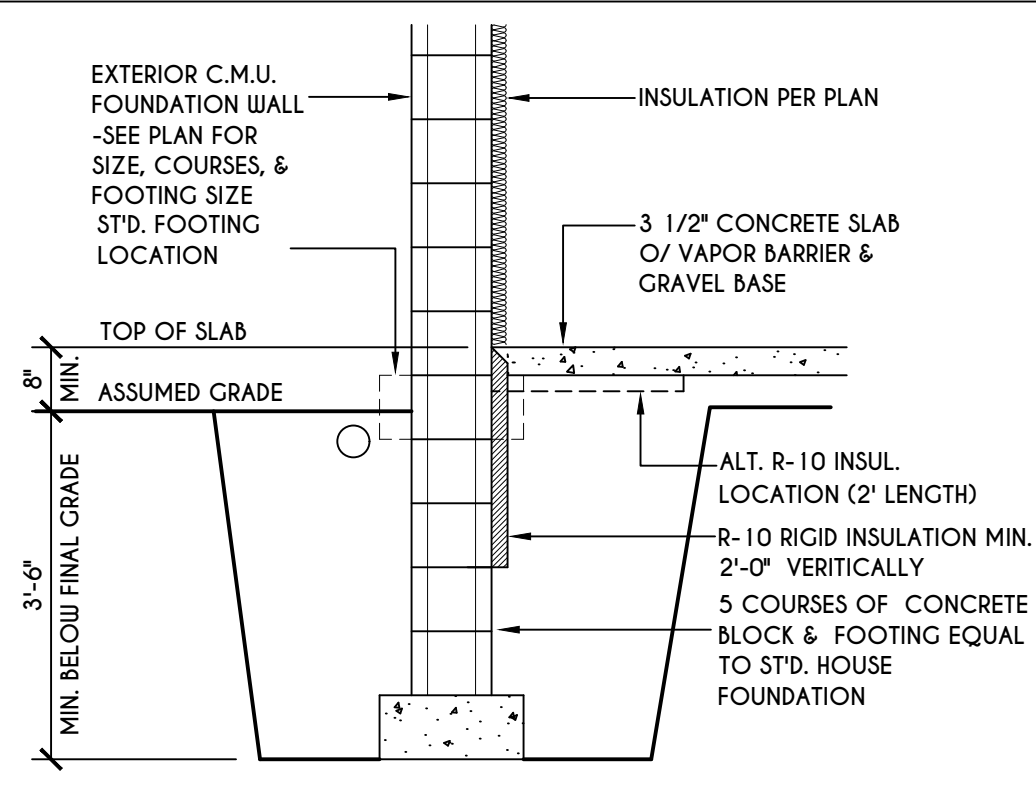 EXTERIOR C.M.U.
FOUNDATION WALL
-SEE PLAN FOR
SIZE, COURSES, &
FOOTING SIZE
ST'D. FOOTING
LOCATION
INSULATION PER PLAN
3 1/2" CONCRETE SLAB
O/ VAPOR BARRIER &
GRAVEL BASE
TOP OF SLAB
8"
MIN.
ASSUMED GRADE
3'-6"
MIN. BELOW FINAL GRADE
ALT. R-10 INSUL.
LOCATION (2' LENGTH)
R-10 RIGID INSULATION MIN.
2'-0" VERITICALLY
5 COURSES OF CONCRETE
BLOCK & FOOTING EQUAL
TO ST'D. HOUSE
FOUNDATION